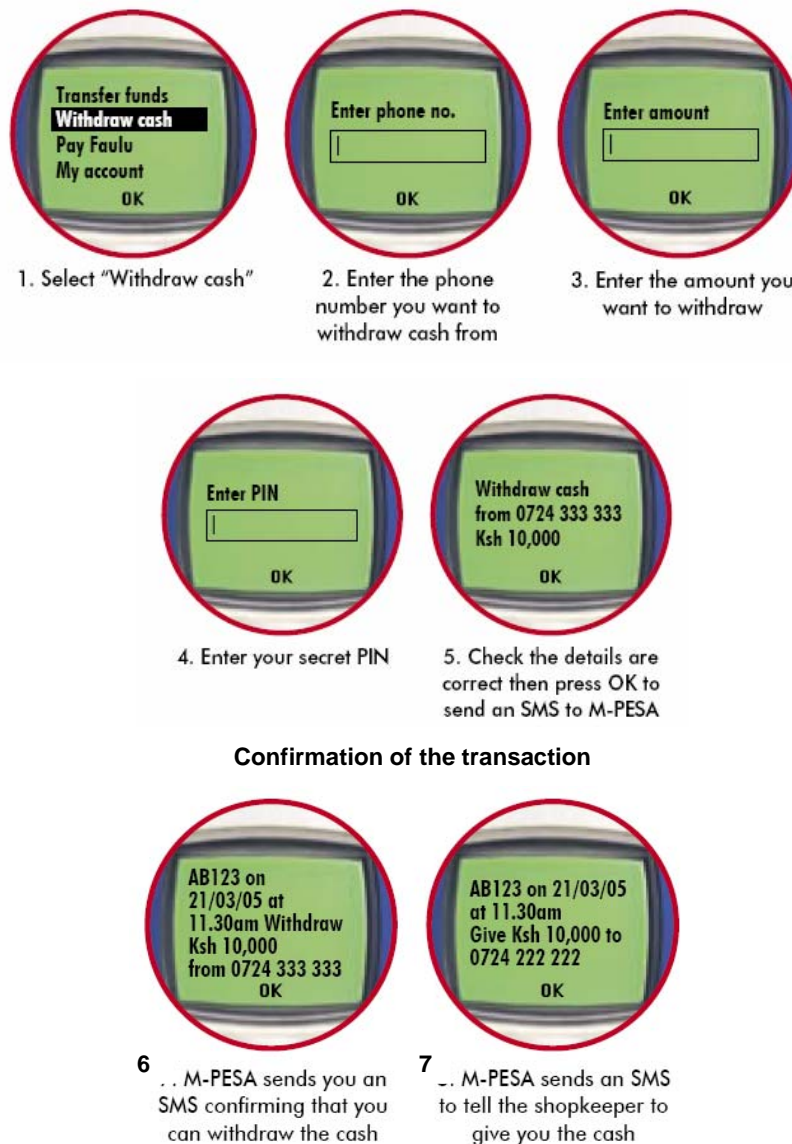 Transfer funds
Withdraw cash
Pay Faulu
My account
OK
1. Select “Withdraw cash”
Enter phone no.
OK
2. Enter the phone
number you want to
withdraw cash from
Enter amount
OK
3. Enter the amount you
want to withdraw
Enter PIN
OK
4. Enter your secret PIN
Withdraw cash
from 0724 333 333
Ksh 10,000
OK
5. Check the details are
correct then press OK to
send an SMS to M-PESA
Confirmation of the transaction
AB123 on
21/03/05 at
11.30am Withdraw
Ksh 10,000
from 0724 333 333
OK
6 . M-PESA sends you an
SMS confirming that you
can withdraw the cash
AB123 on 21/03/05
at 11.30am
Give Ksh 10,000 to
0724 222 222
OK
7 . M-PESA sends an SMS
to tell the shopkeeper to
give you the cash